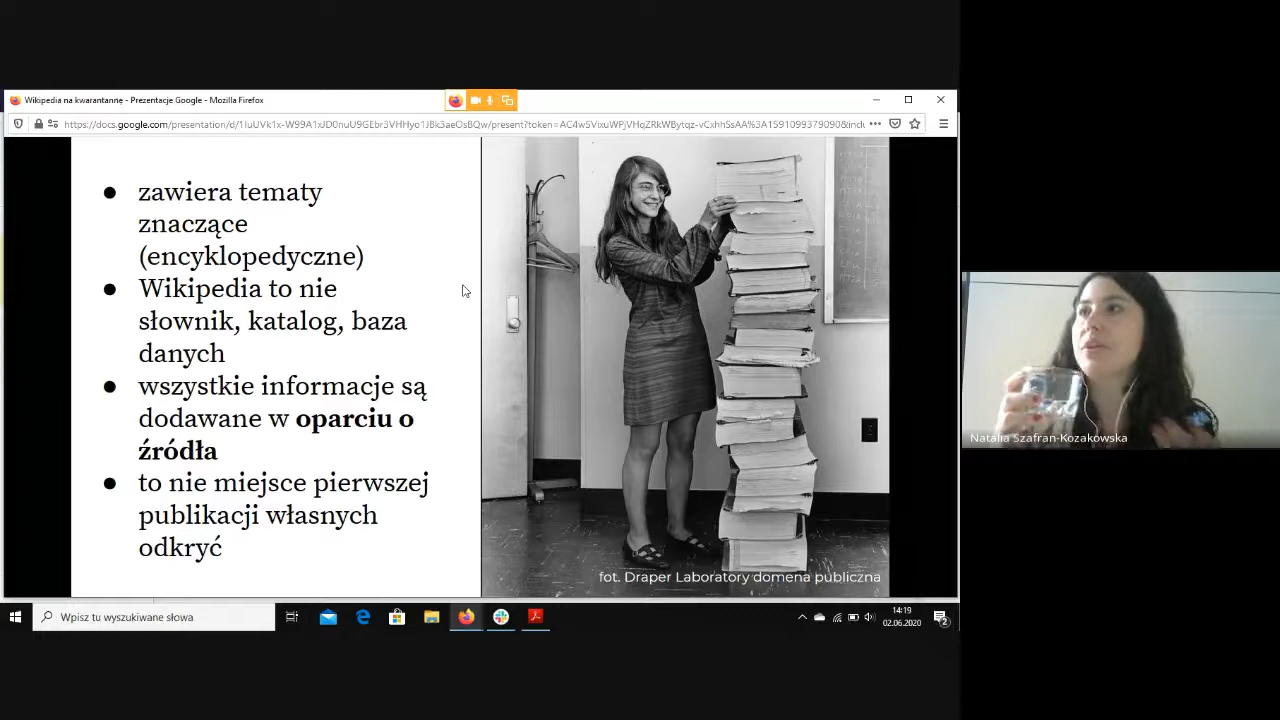 Wikipedia na kwarantannę - Prezentacje Google - Mozilla Firefox
zawiera tematy
znaczące
(encyklopedyczne)
Wikipedia to nie
słownik, katalog, baza
danych
wszystkie informacje są
dodawane w oparciu o
źródła
to nie miejsce pierwszej
publikacji własnych
odkryć
fot. Draper Laboratory domena publiczna
Natalia Szafran-Kozakowska
Wpisz tu wyszukiwane słowa
14:19
02.06.2020
2